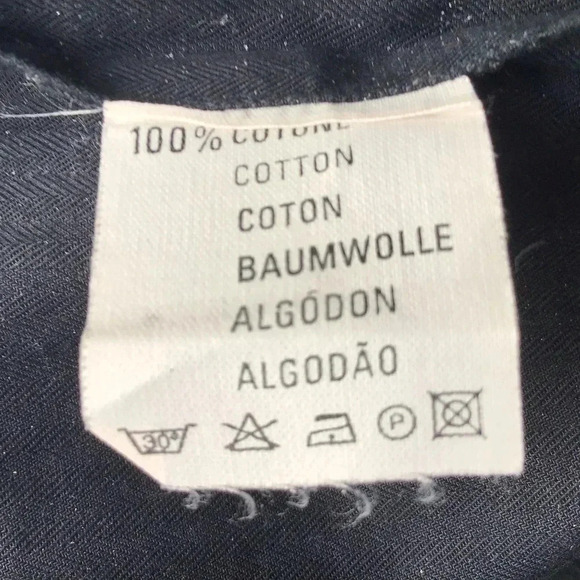 100% COTONE
COTTON
COTON
BAUMWOLLE
ALGÓDON
ALGODÃO
30° P